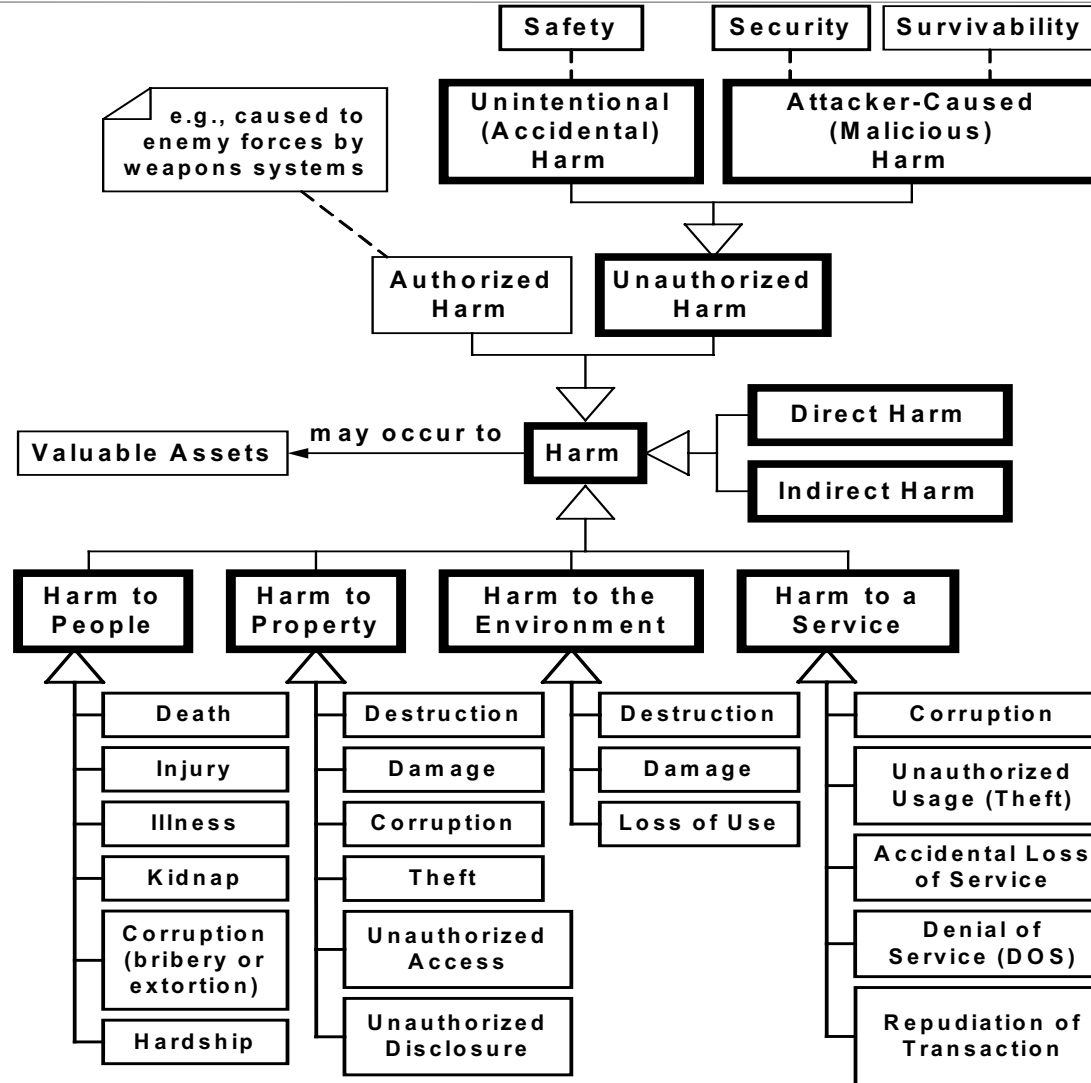 Safety
Security
Survivability
Unintentional
(Accidental)
Harm
Attacker-Caused
(Malicious)
Harm
e.g., caused to
enemy forces by
weapons systems
Authorized
Harm
Unauthorized
Harm
Valuable Assets
may occur to
Harm
Direct Harm
Indirect Harm
Harm to
People
Harm to
Property
Harm to the
Environment
Harm to a
Service
Death
Injury
Illness
Kidnap
Corruption
(bribery or
extortion)
Hardship
Destruction
Damage
Corruption
Theft
Unauthorized
Access
Unauthorized
Disclosure
Destruction
Damage
Loss of Use
Corruption
Unauthorized
Usage (Theft)
Accidental Loss
of Service
Denial of
Service (DOS)
Repudiation of
Transaction